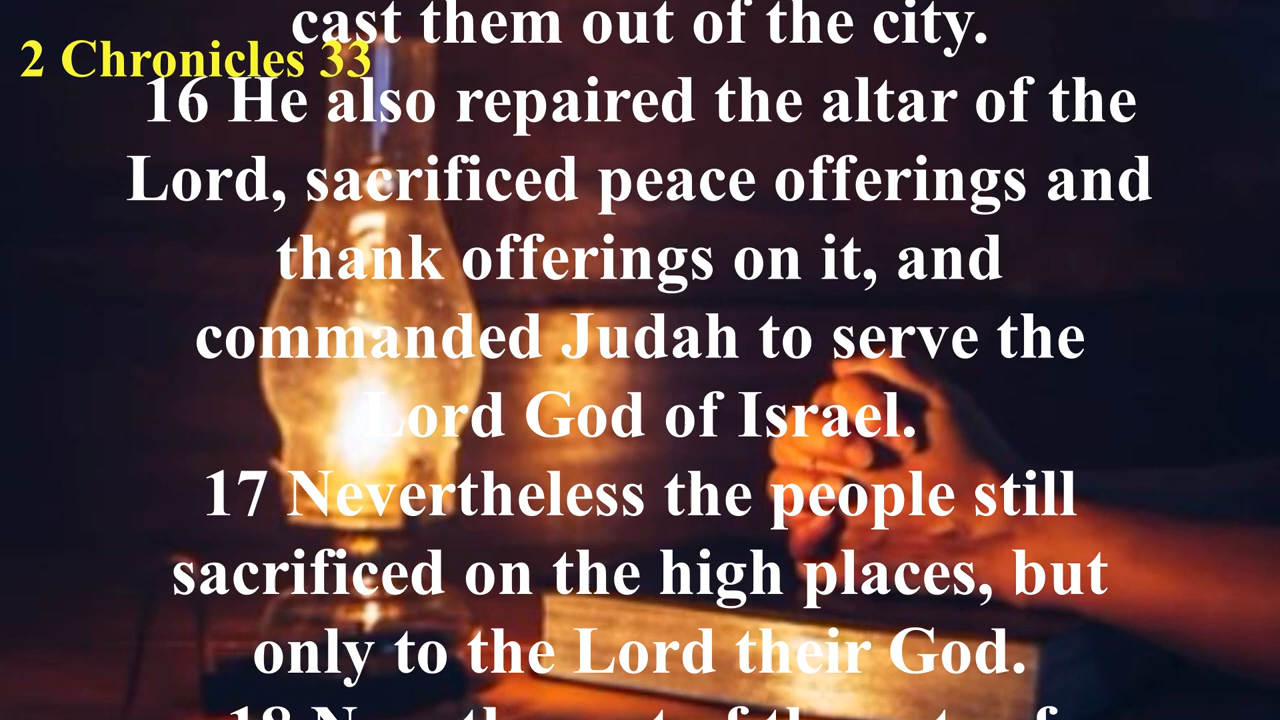 cast them out of the city.
2 Chronicles 33
16 He also repaired the altar of the
Lord, sacrificed peace offerings and
thank offerings on it, and
commanded Judah to serve the
Lord God of Israel.
17 Nevertheless the people still
sacrificed on the high places, but
only to the Lord their God.